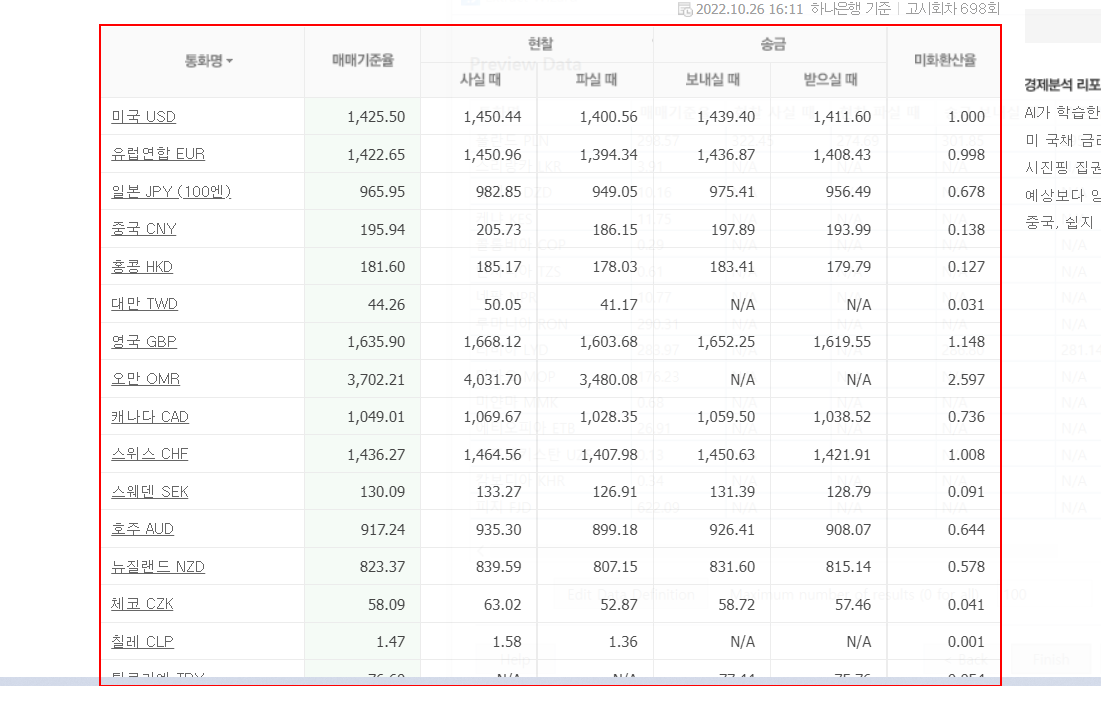 2022.10.26 16:11 하나은행 기준 | 고시회차 698회
통화명 매매기준율 현찰 송금 미화환산율
사실 때 파실 때 보내실 때 받으실 때
미국 USD 1,425.50 1,450.44 1,400.56 1,439.40 1,411.60 1.000
유럽연합 EUR 1,422.65 1,450.96 1,394.34 1,436.87 1,408.43 0.998
일본 JPY (100엔) 965.95 982.85 949.05 975.41 956.49 0.678
중국 CNY 195.94 205.73 186.15 197.89 193.99 0.138
홍콩 HKD 181.60 185.17 178.03 183.41 179.79 0.127
대만 TWD 44.26 50.05 41.17 N/A N/A 0.031
영국 GBP 1,635.90 1,668.12 1,603.68 1,652.25 1,619.55 1.148
오만 OMR 3,702.21 4,031.70 3,480.08 N/A N/A 2.597
캐나다 CAD 1,049.01 1,069.67 1,028.35 1,059.50 1,038.52 0.736
스위스 CHF 1,436.27 1,464.56 1,407.98 1,450.63 1,421.91 1.008
스웨덴 SEK 130.09 133.27 126.91 131.39 128.79 0.091
호주 AUD 917.24 935.30 899.18 926.41 908.07 0.644
뉴질랜드 NZD 823.37 839.59 807.15 831.60 815.14 0.578
체코 CZK 58.09 63.02 52.87 58.72 57.46 0.041
칠레 CLP 1.47 1.58 1.36 N/A N/A 0.001
경제분석 리포
AI가 학습한
미 국채 금리
시진핑 집권
예상보다
중국, 쉽지
Preview Data
Edit Data Definition
Maximum number of results (0 for all): 100
Help
< Back
Finish